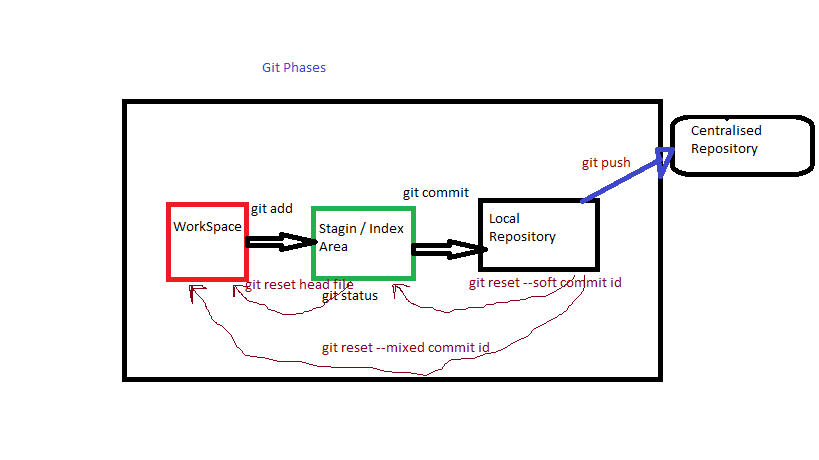 Git Phases
Centralised
Repository
git push
git commit
git add
WorkSpace
Stagin / Index
Area
Local
Repository
git reset head file
git status
git reset --soft commit id
git reset --mixed commit id